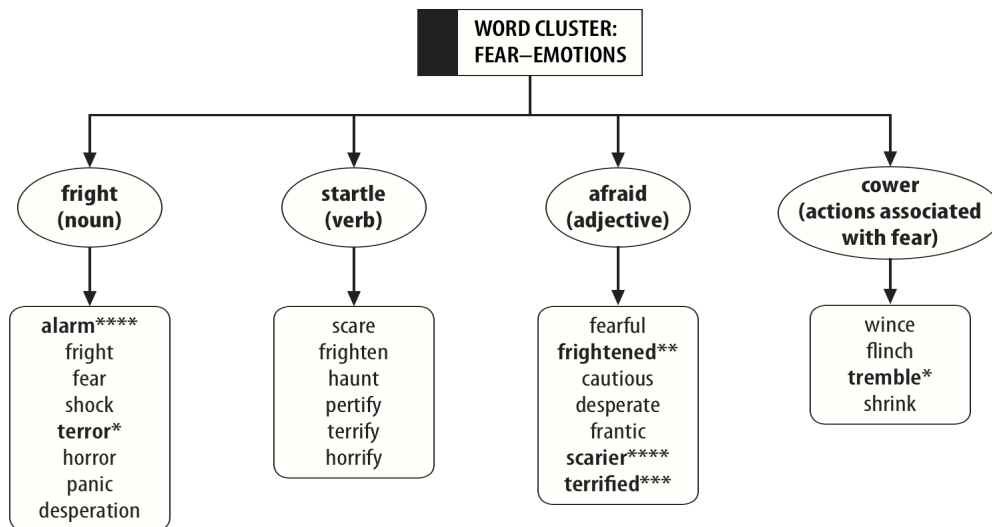 WORD CLUSTER:
FEAR–EMOTIONS
fright
(noun)
startle
(verb)
afraid
(adjective)
cower
(actions associated
with fear)
alarm****
fright
fear
shock
terror*
horror
panic
desperation
scare
frighten
haunt
pertify
terrify
horrify
fearful
frightened**
cautious
desperate
frantic
scarier****
terrified***
wince
flinch
tremble*
shrink